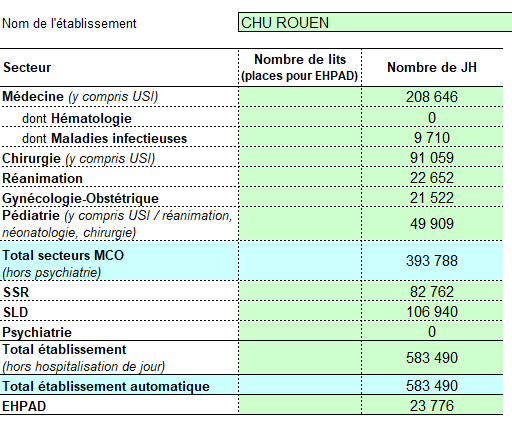 Nom de l'établissement CHU ROUEN
Secteur Nombre de lits (places pour EHPAD) Nombre de JH
Médecine (y compris USI) 208 646
dont Hématologie 0
dont Maladies infectieuses 9 710
Chirurgie (y compris USI) 91 059
Réanimation 22 652
Gynécologie-Obstétrique 21 522
Pédiatrie (y compris USI / réanimation,
néonatologie, chirurgie) 49 909
Total secteurs MCO
(hors psychiatrie) 393 788
SSR 82 762
SLD 106 940
Psychiatrie 0
Total établissement
(hors hospitalisation de jour) 583 490
Total établissement automatique 583 490
EHPAD 23 776